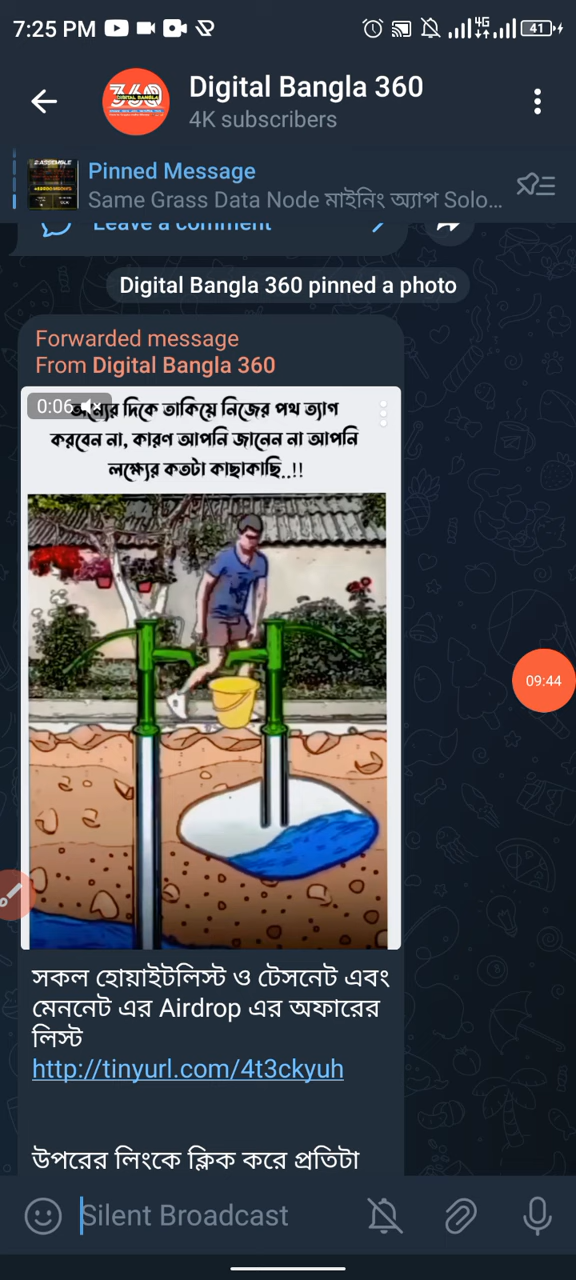 7:25 PM
4G
41
360
Digital Bangla 360
4K subscribers
Pinned Message
Same Grass Data Node মাইনিং অ্যাপ Solo...
Leave a comment
Digital Bangla 360 pinned a photo
Forwarded message
From Digital Bangla 360
0:06
অন্যের দিকে তাকিয়ে নিজের পথ ত্যাগ
করবেন না, কারণ আপনি জানেন না আপনি
লক্ষ্যের কতটা কাছাকাছি..!!
09:44
সকল হোয়াইটলিস্ট ও টেসনেট এবং
মেননেট এর Airdrop এর অফারের
লিস্ট
http://tinyurl.com/4t3ckyuh
উপরের লিংকে ক্লিক করে প্রতিটা
Silent Broadcast